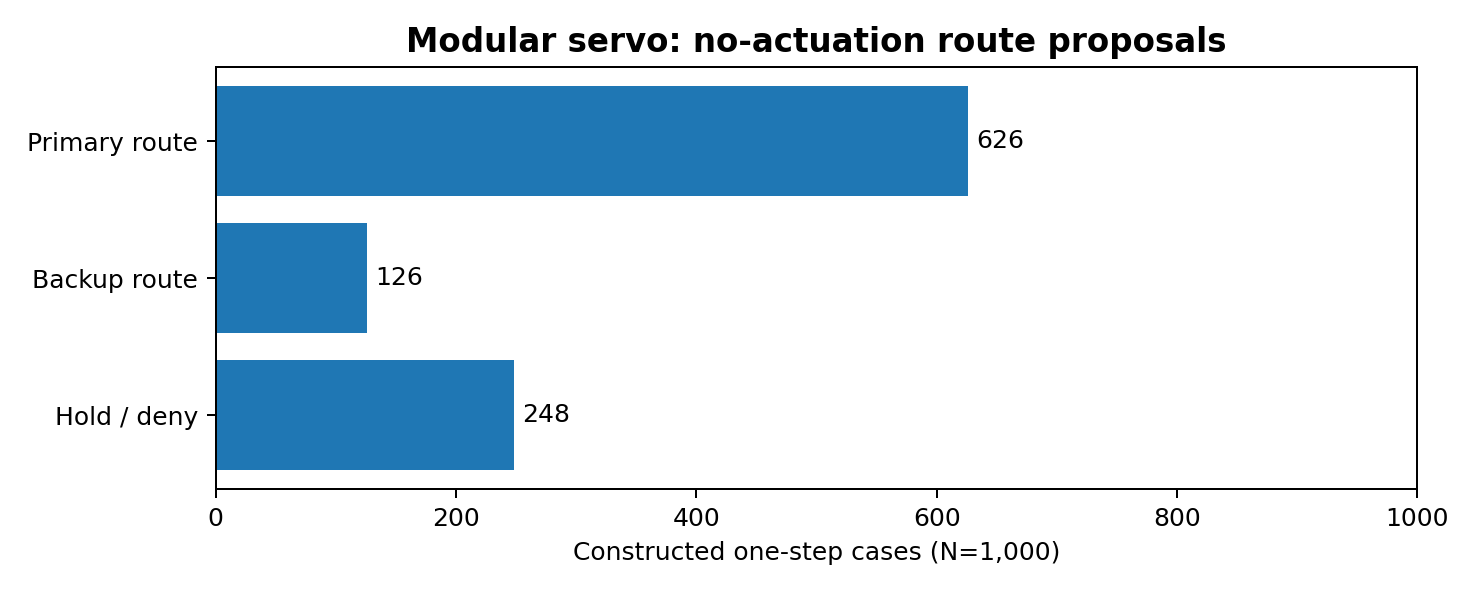 Modular servo: no-actuation route proposals
Primary route
626
Backup route
126
Hold / deny
248
0 200 400 600 800 1000
Constructed one-step cases (N=1,000)